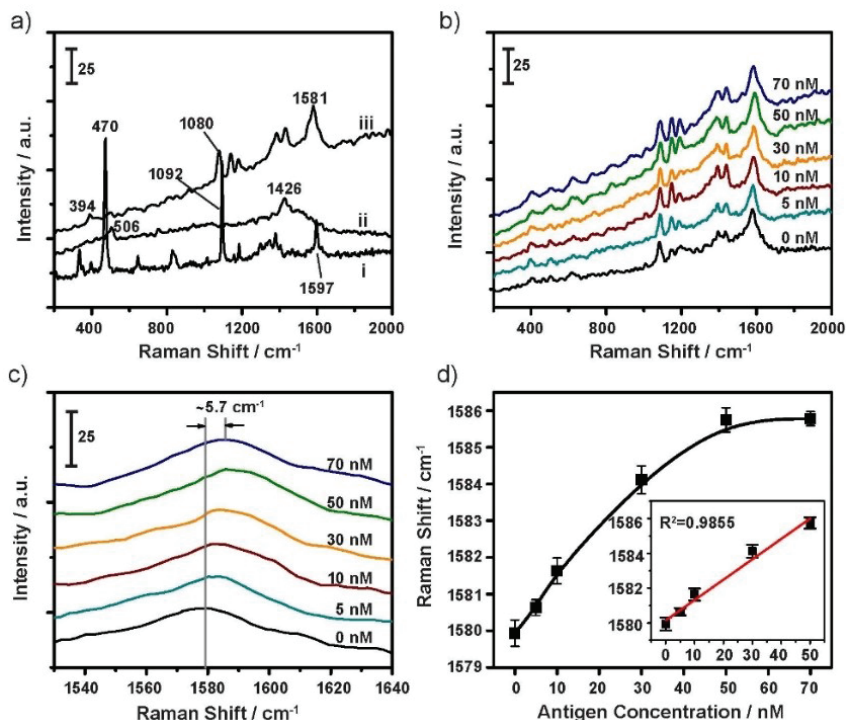 a)
25
470
1080
1581
iii
1092
394
1426
506
ii
i
1597
Intensity / a.u.
400 800 1200 1600 2000
Raman Shift / cm⁻¹
b)
25
70 nM
50 nM
30 nM
10 nM
5 nM
0 nM
Intensity / a.u.
400 800 1200 1600 2000
Raman Shift / cm⁻¹
c)
25
~5.7 cm⁻¹
70 nM
50 nM
30 nM
10 nM
5 nM
0 nM
Intensity / a.u.
1540 1560 1580 1600 1620 1640
Raman Shift / cm⁻¹
d)
1586
1585
1584
1583
1582
1581
1580
1579
Raman Shift / cm⁻¹
R²=0.9855
1586
1584
1582
1580
0 10 20 30 40 50
0 10 20 30 40 50 60 70
Antigen Concentration / nM